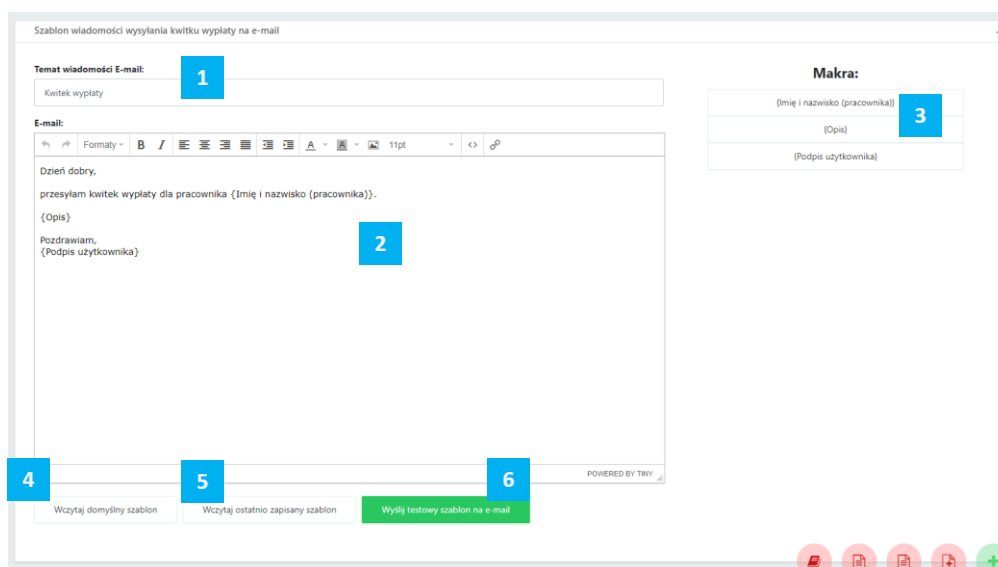 Szablon wiadomości wysyłania kwitku wypłaty na e-mail
Temat wiadomości E-mail:
1
Kwitek wypłaty
E-mail:
Formaty
B I
A
A
11pt
Dzień dobry,
przesyłam kwitek wypłaty dla pracownika {Imię i nazwisko (pracownika)}.
{Opis}
2
Pozdrawiam,
{Podpis użytkownika}
POWERED BY TINY
4
5
6
Wczytaj domyślny szablon
Wczytaj ostatnio zapisany szablon
Wyślij testowy szablon na e-mail
Makra:
{Imię i nazwisko (pracownika)}
3
{Opis}
{Podpis użytkownika}